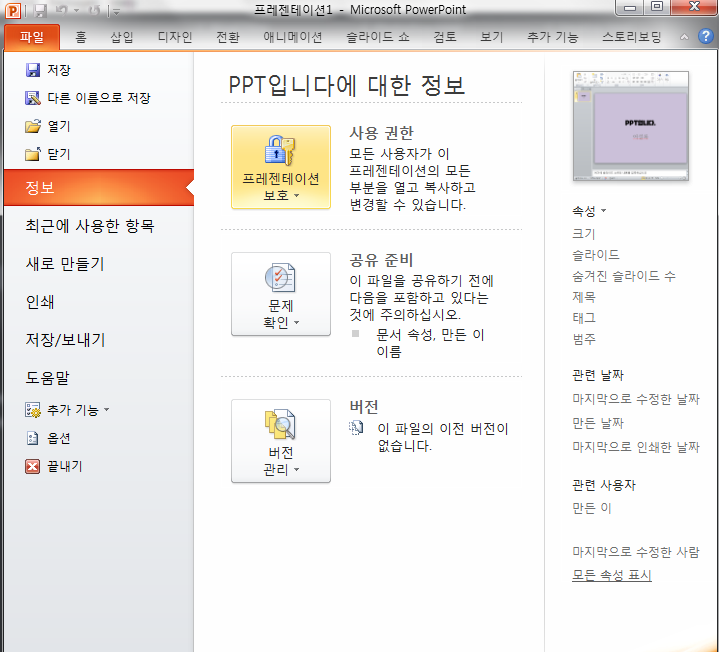 프레젠테이션1 - Microsoft PowerPoint
파일 홈 삽입 디자인 전환 애니메이션 슬라이드 쇼 검토 보기 추가 기능 스토리보딩
저장
다른 이름으로 저장
열기
닫기
정보
최근에 사용한 항목
새로 만들기
인쇄
저장/보내기
도움말
추가 기능
옵션
끝내기
PPT입니다에 대한 정보
프레젠테이션
보호
사용 권한
모든 사용자가 이
프레젠테이션의 모든
부분을 열고 복사하고
변경할 수 있습니다.
문제
확인
공유 준비
이 파일을 공유하기 전에
다음을 포함하고 있다는
것에 주의하십시오.
문서 속성, 만든 이
이름
버전
관리
버전
이 파일의 이전 버전이
없습니다.
PPT입니다.
속성
크기
슬라이드
숨겨진 슬라이드 수
제목
태그
범주
관련 날짜
마지막으로 수정한 날짜
만든 날짜
마지막으로 인쇄한 날짜
관련 사용자
만든 이
마지막으로 수정한 사람
모든 속성 표시